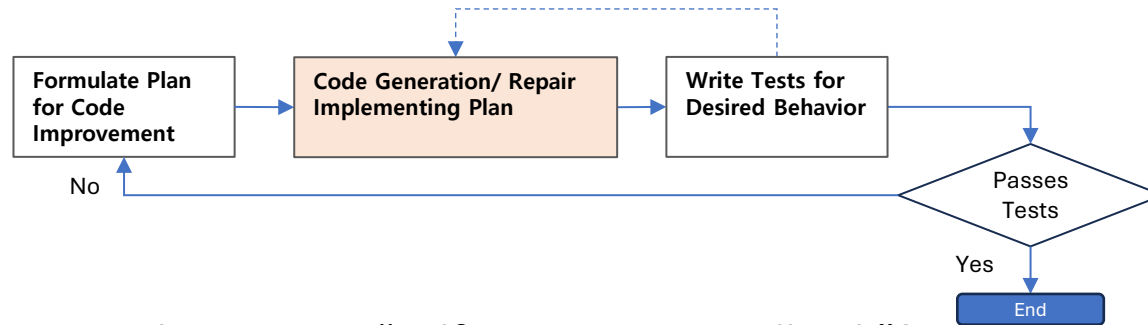 Formulate Plan
for Code
Improvement
Code Generation/ Repair
Implementing Plan
Write Tests for
Desired Behavior
No
Passes
Tests
Yes
End